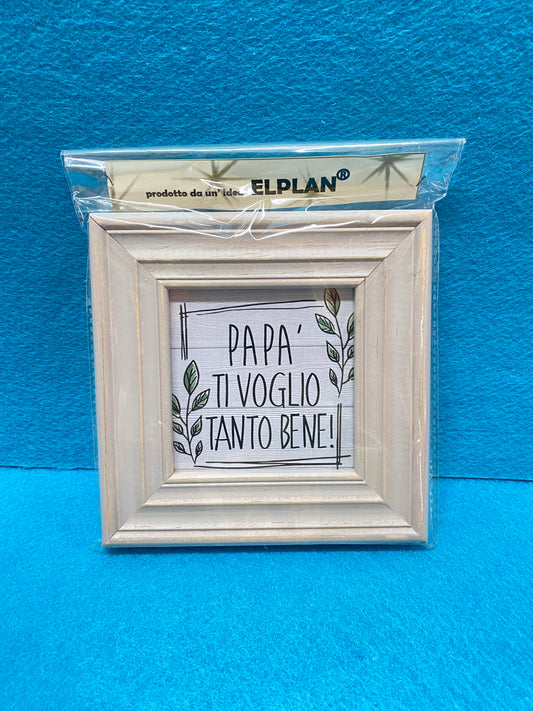 prodotto da un' idea ELPLAN®
PAPA'
TI VOGLIO
TANTO BENE!